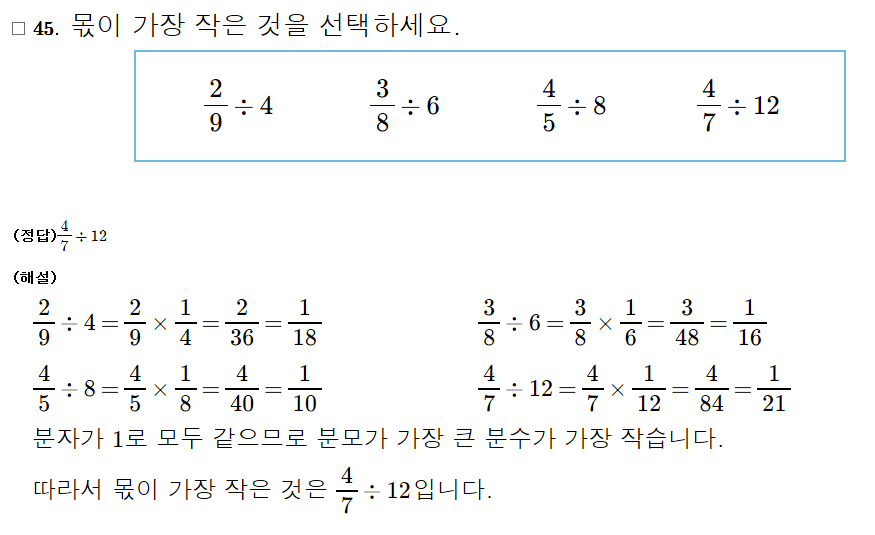 □ 45. 몫이 가장 작은 것을 선택하세요.
2/9 ÷ 4 3/8 ÷ 6 4/5 ÷ 8 4/7 ÷ 12
(정답) 4/7 ÷ 12
(해설)
2/9 ÷ 4 = 2/9 × 1/4 = 2/36 = 1/18 3/8 ÷ 6 = 3/8 × 1/6 = 3/48 = 1/16
4/5 ÷ 8 = 4/5 × 1/8 = 4/40 = 1/10 4/7 ÷ 12 = 4/7 × 1/12 = 4/84 = 1/21
분자가 1로 모두 같으므로 분모가 가장 큰 분수가 가장 작습니다.
따라서 몫이 가장 작은 것은 4/7 ÷ 12입니다.